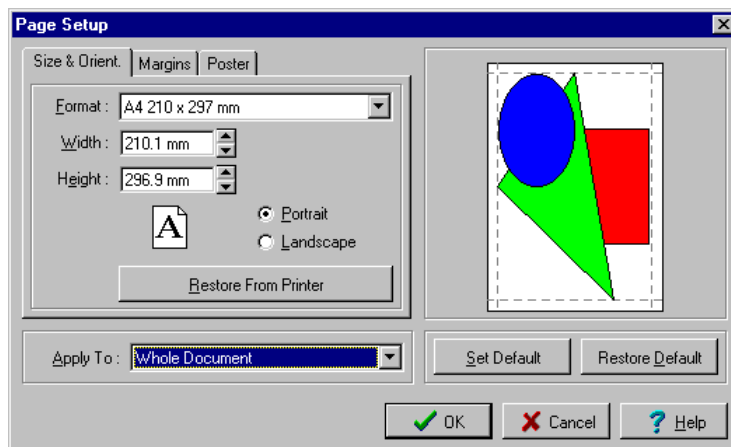 Page Setup
Size & Orient. Margins Poster
Format : A4 210 x 297 mm
Width : 210.1 mm
Height : 296.9 mm
A
Portrait
Landscape
Restore From Printer
Apply To : Whole Document
Set Default Restore Default
OK Cancel ? Help